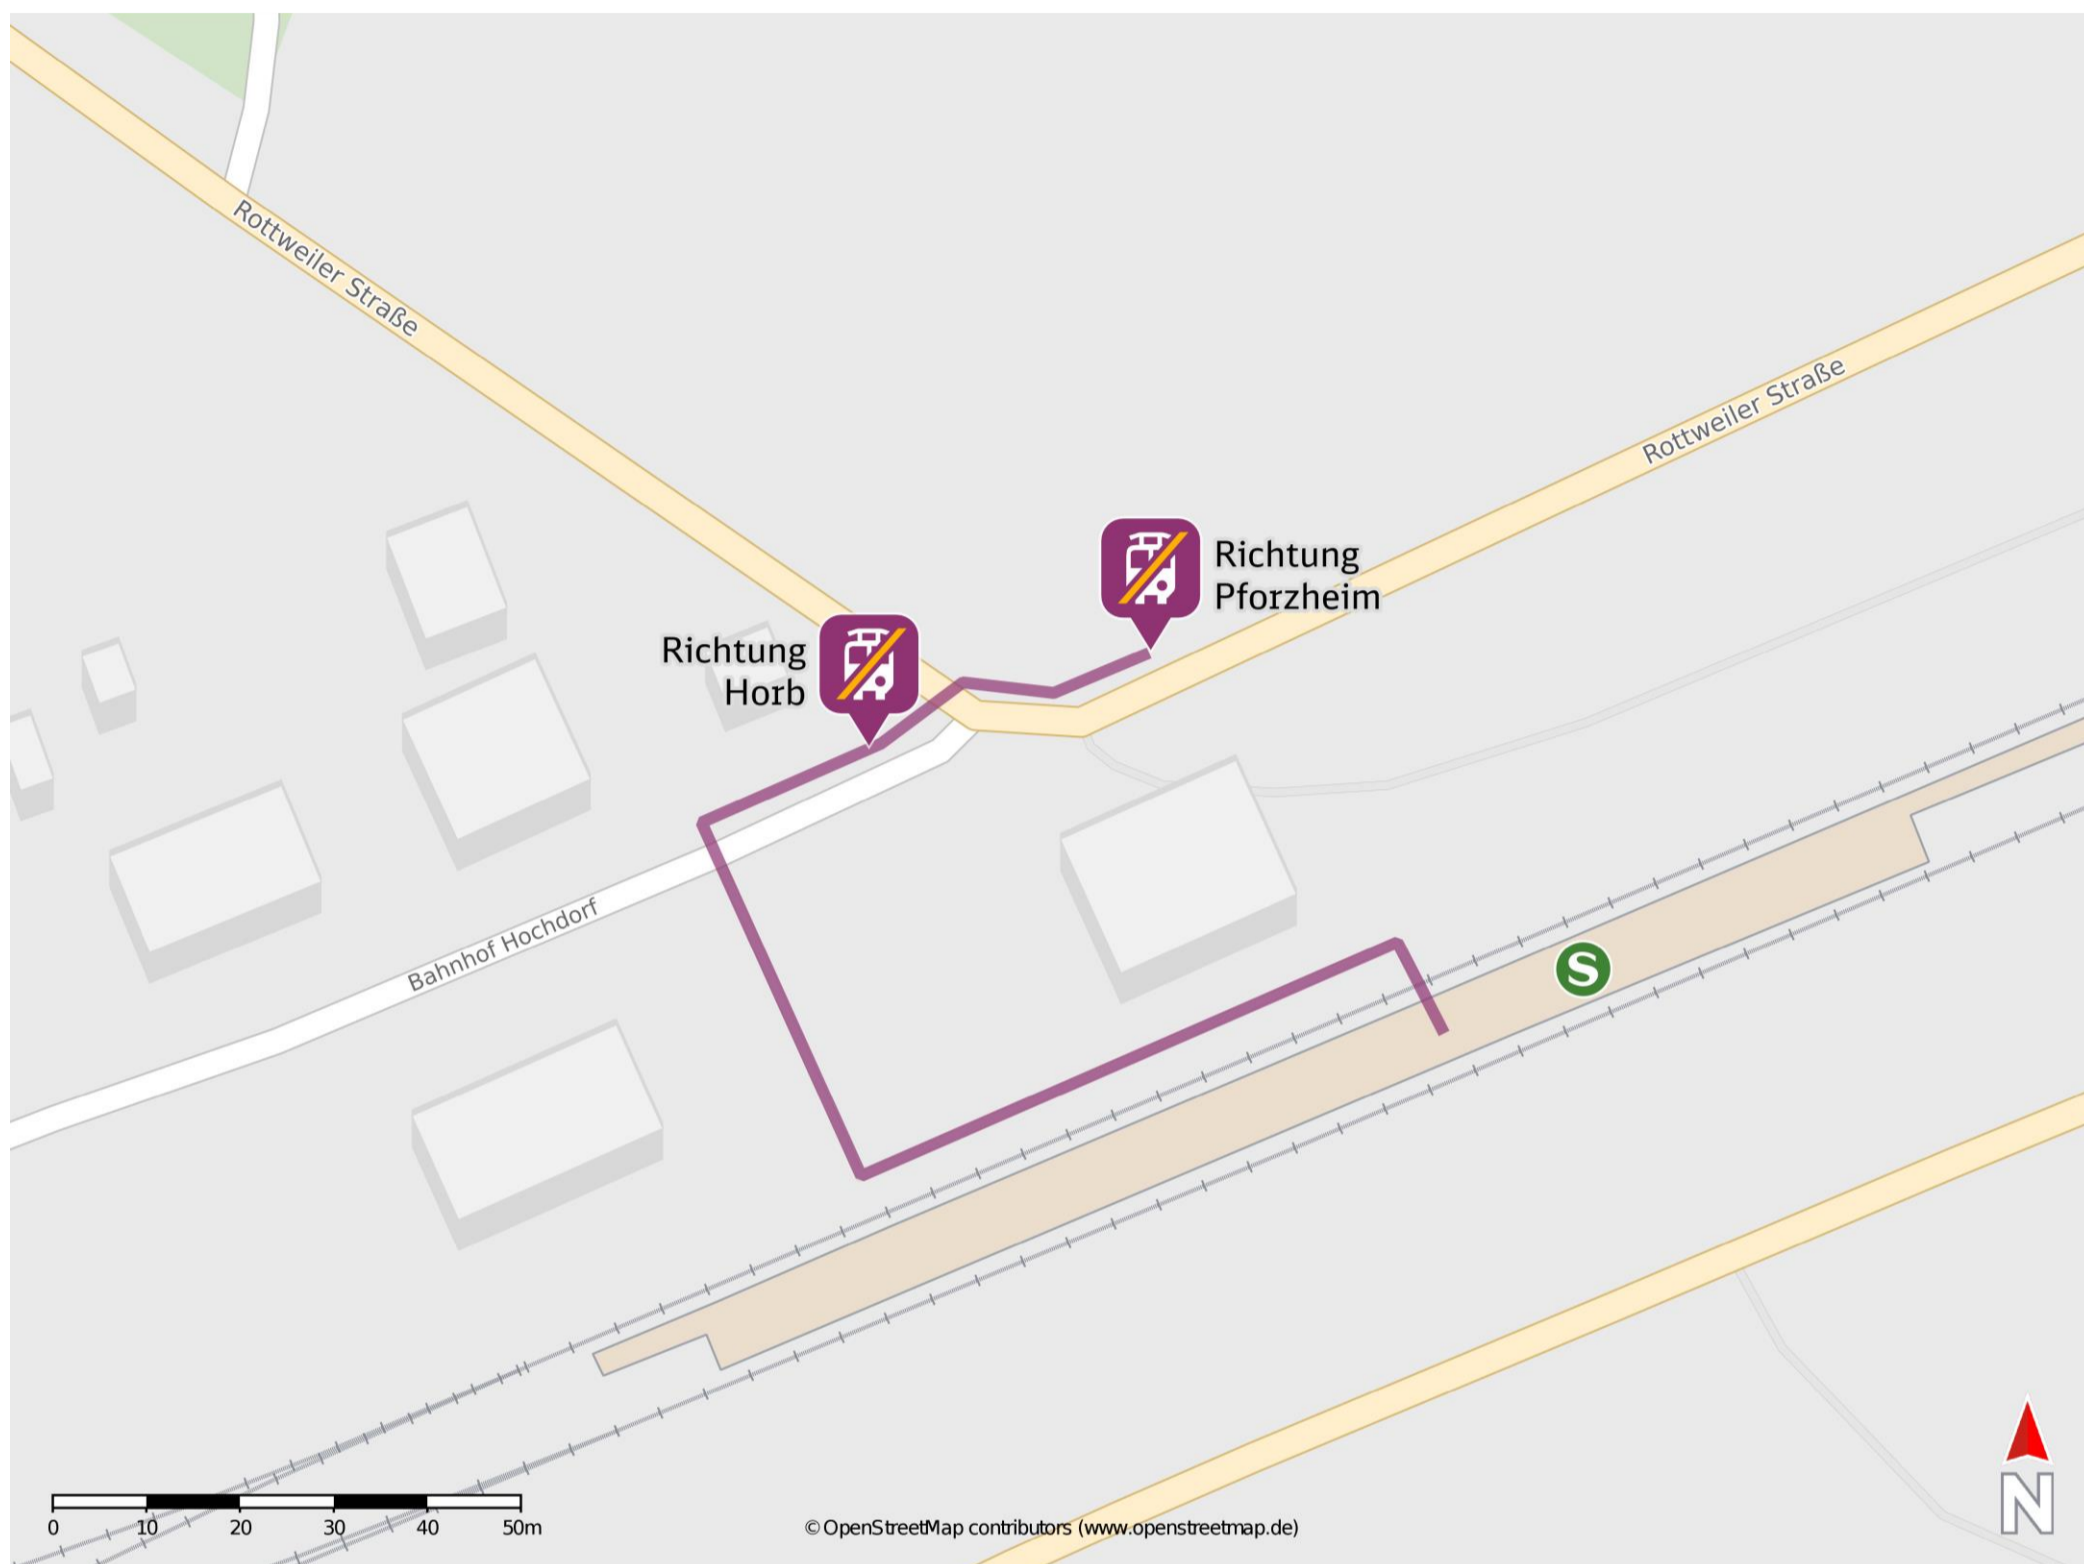 Rottweiler Straße
Rottweiler Straße
Richtung
Pforzheim
Richtung
Horb
Bahnhof Hochdorf
S
0 10 20 30 40 50m
© OpenStreetMap contributors (www.openstreetmap.de)
N